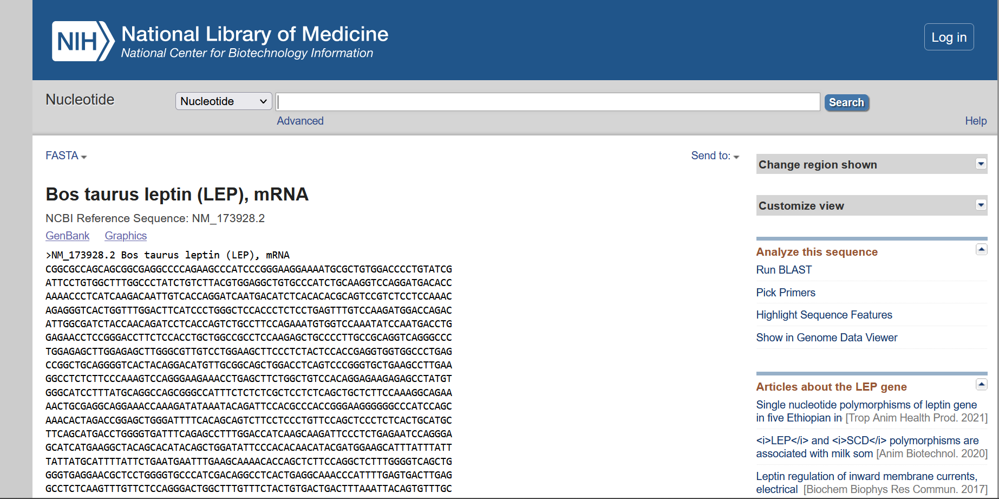 NIH National Library of Medicine
National Center for Biotechnology Information
Log in
Nucleotide
Nucleotide
Search
Advanced
Help
FASTA
Send to:
Bos taurus leptin (LEP), mRNA
NCBI Reference Sequence: NM_173928.2
GenBank Graphics
>NM_173928.2 Bos taurus leptin (LEP), mRNA
CGGCGCCAGCAGCGGCGAGGCCCCAGAAGCCCATCCCGGGAAGGAAAATGCGCTGTGGACCCCTGTATCG
ATTCCTGTGGCTTTGGCCCTATCTGTCTTACGTGGAGGCTGTGCCCATCTGCAAGGTCCAGGATGACACC
AAAACCCTCATCAAGACAATTGTCACCAGGATCAATGACATCTCACACACGCAGTCCGTCTCCTCCAAAC
AGAGGGTCACTGGTTTGGACTTCATCCCTGGGCTCCACCCTCTCCTGAGTTTGTCCAAGATGGACCAGAC
ATTGGCGATCTACCAACAGATCCTCACCAGTCTGCCTTCCAGAAATGTGGTCCAAATATCCAATGACCTG
GAGAACCTCCGGGACCTTCTCCACCTGCTGGCCGCCTCCAAGAGCTGCCCCTTGCCGCAGGTCAGGGCCC
TGGAGAGCTTGGAGAGCTTGGGCGTTGTCCTGGAAGCTTCCCTCTACTCCACCGAGGTGGTGGCCCTGAG
CCGGCTGCAGGGGTCACTACAGGACATGTTGCGGCAGCTGGACCTCAGTCCCGGGTGCTGAAGCCTTGAA
GGCCTCTCTTCCCAAAGTCCAGGGAAGAAACCTGAGCTTCTGGCTGTCCACAGGAGAAGAGAGCCTATGT
GGGCATCCTTTATGCAGGCCAGCGGGCCATTTCTCTCTCGCTCCTCTCAGCTGCTCTTCCAAAGGCAGAA
AACTGCGAGGCAGGAAACCAAAGATATAAATACAGATTCCACGCCCACCGGGAAGGGGGGCCCATCCAGC
AAACACTAGACCGGAGCTGGGATTTTCACAGCAGTCTTCCTCCCTGTTCCAGCTCCCTCTCACTGCATGC
TTCAGCATGACCTGGGGTGATTTCAGAGCCTTTGGACCATCAAGCAAGATTCCCTCTGAGAATCCAGGGA
GCATCATGAAGGCTACAGCACATACAGCTGGATATTCCCACACAACATACGATGGAAGCATTTATTTATT
TATTATGCATTTTATTCTGAATGAATTTGAAGCAAAACACCAGCTCTTCCAGGCTCTTTGGGGTCAGCTG
GGGTGAGGAACGCTCCTGGGGTGCCCATCGACAGGCCTCACTGAGGCAAACCCATTTTGAGTGACTTGAG
GCCTCTCAAGTTTGTTCTCCAGGGACTGGCTTTGTTTCTACTGTGACTGACTTTAAATTACAGTGTTTGC
Change region shown
Customize view
Analyze this sequence
Run BLAST
Pick Primers
Highlight Sequence Features
Show in Genome Data Viewer
Articles about the LEP gene
Single nucleotide polymorphisms of leptin gene
in five Ethiopian in [Trop Anim Health Prod. 2021]
<i>LEP</i> and <i>SCD</i> polymorphisms are
associated with milk som [Anim Biotechnol. 2020]
Leptin regulation of inward membrane currents,
electrical [Biochem Biophys Res Commun. 2017]